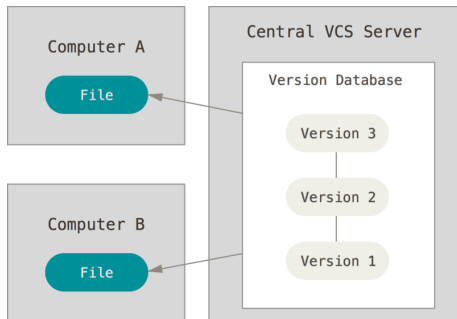 Computer A
File
Computer B
File
Central VCS Server
Version Database
Version 3
Version 2
Version 1